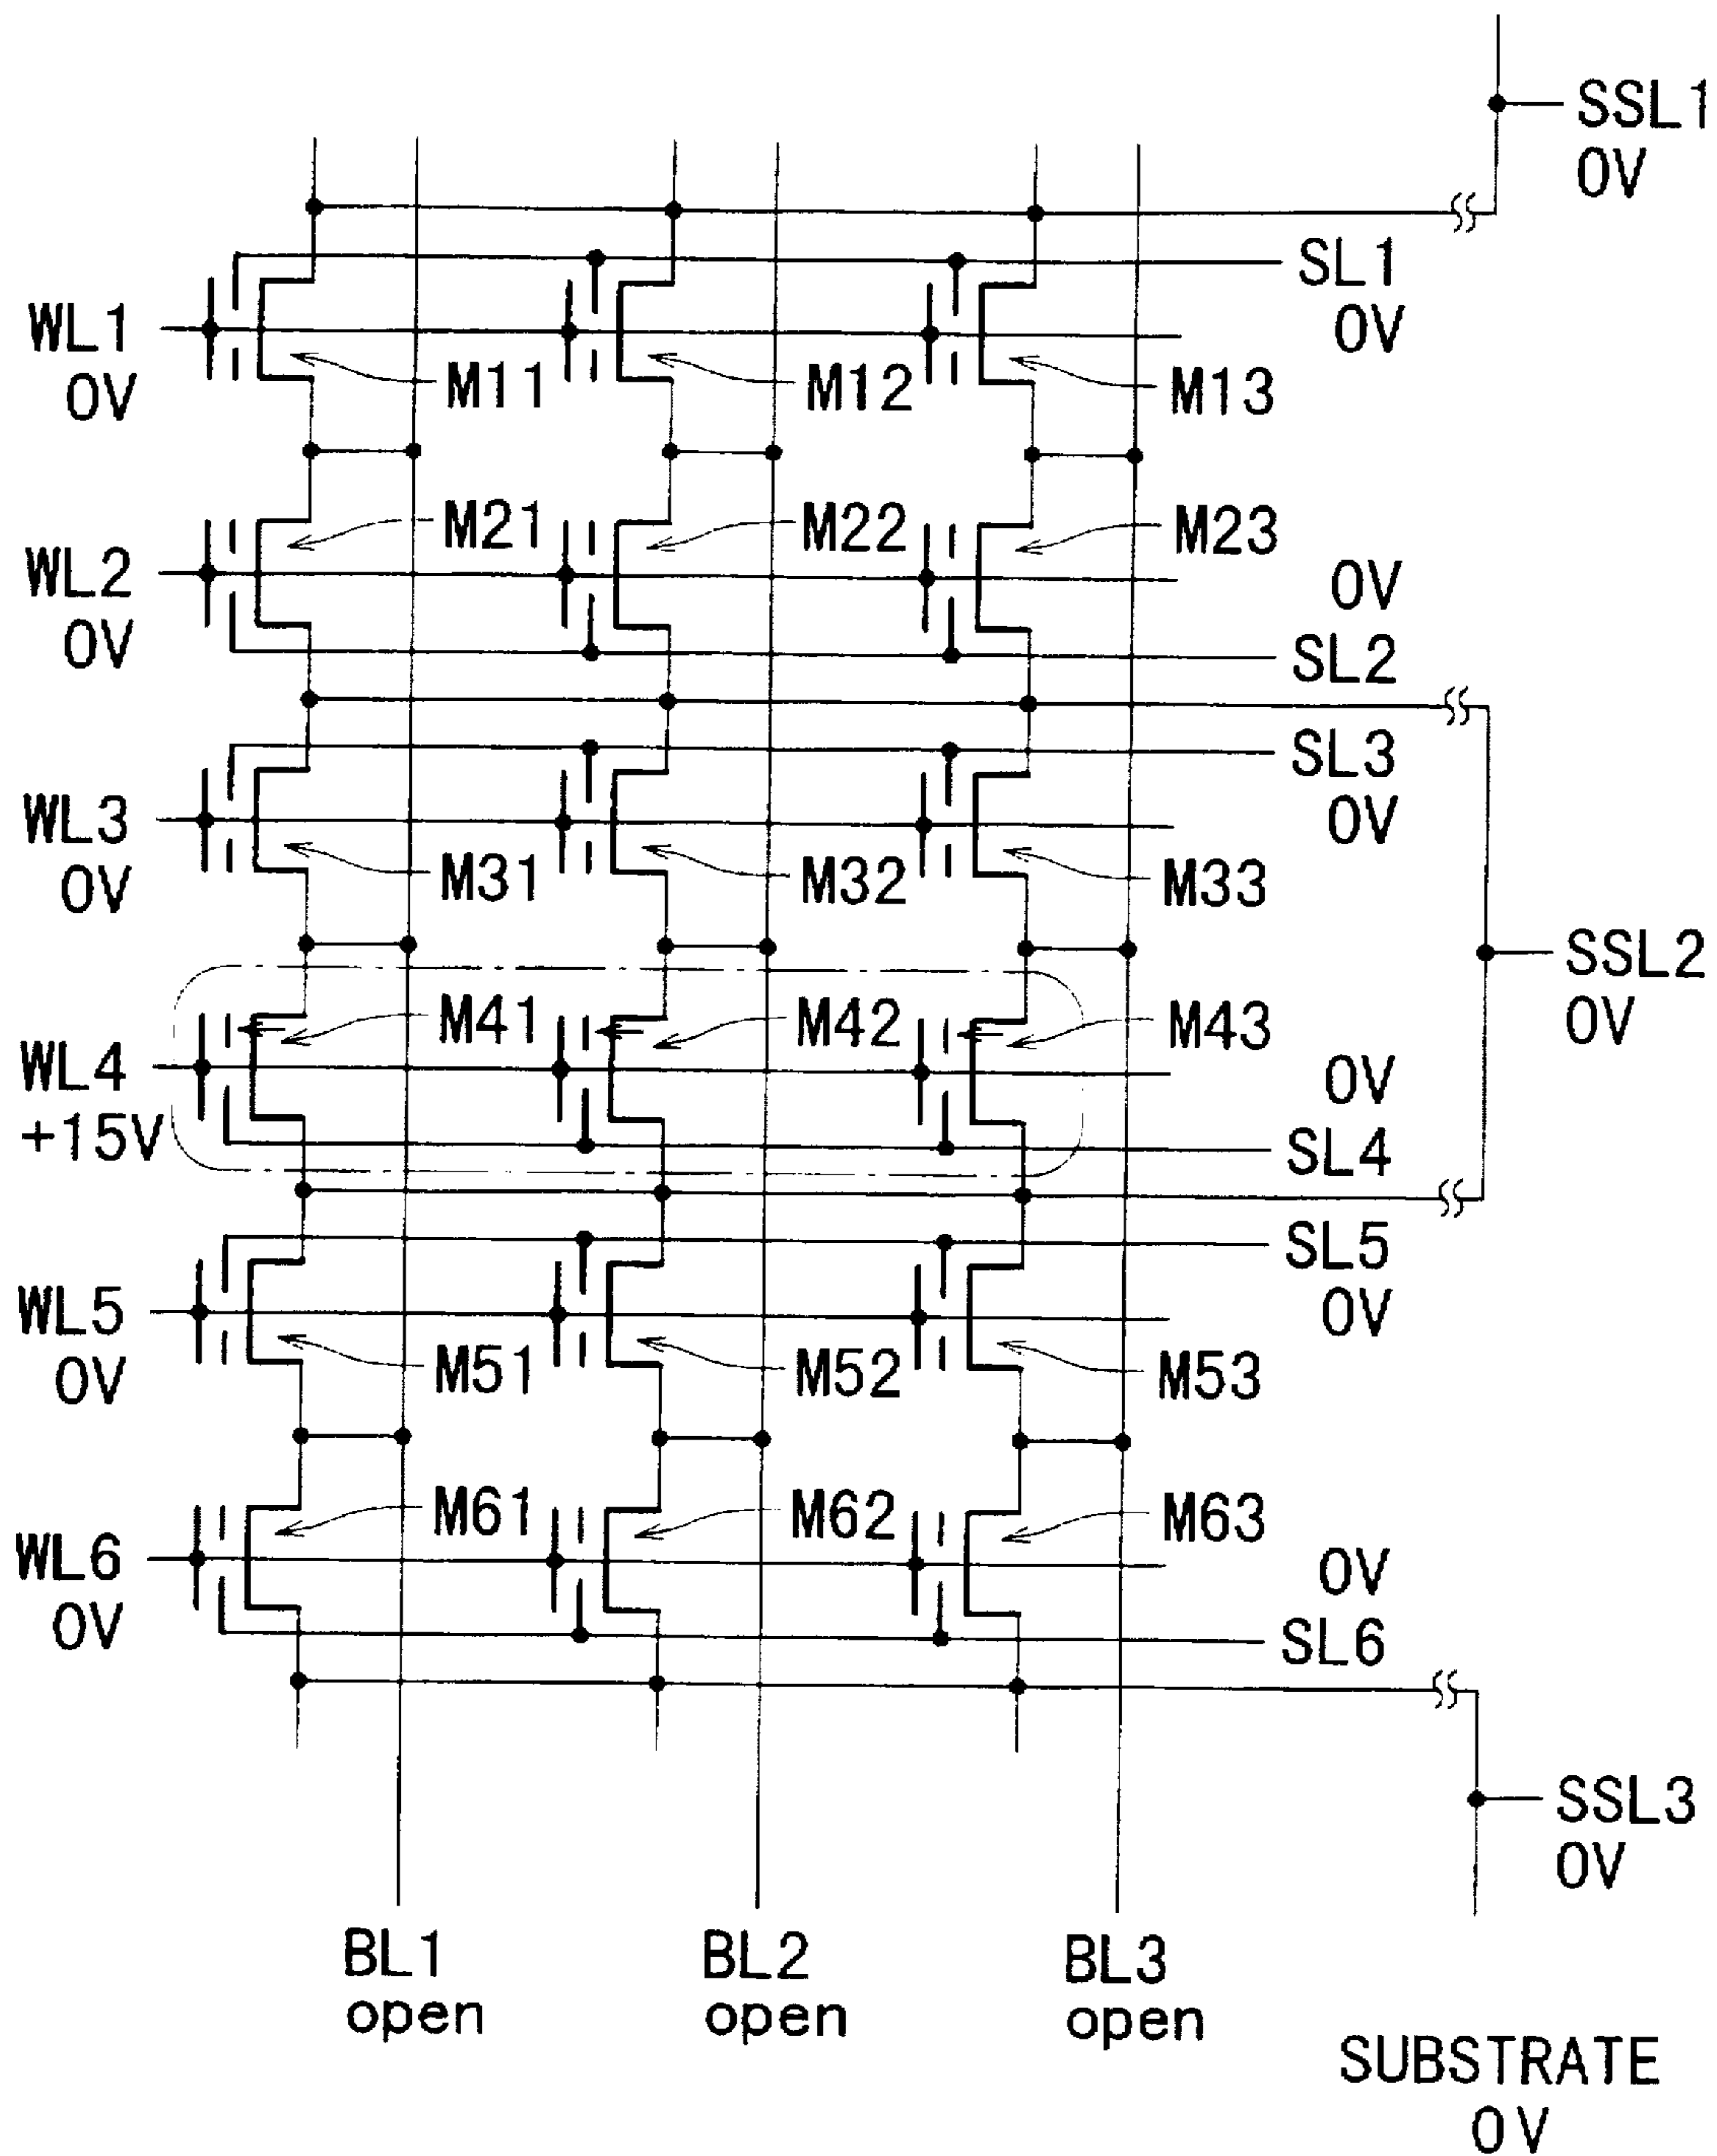 SSL1
0V
SL1
0V
WL1
0V
M11
M12
M13
M21
M22
M23
WL2
0V
0V
SL2
SL3
0V
WL3
0V
M31
M32
M33
SSL2
0V
M41
M42
M43
WL4
+15V
0V
SL4
SL5
0V
WL5
0V
M51
M52
M53
M61
M62
M63
WL6
0V
0V
SL6
SSL3
0V
BL1
open
BL2
open
BL3
open
SUBSTRATE
0V